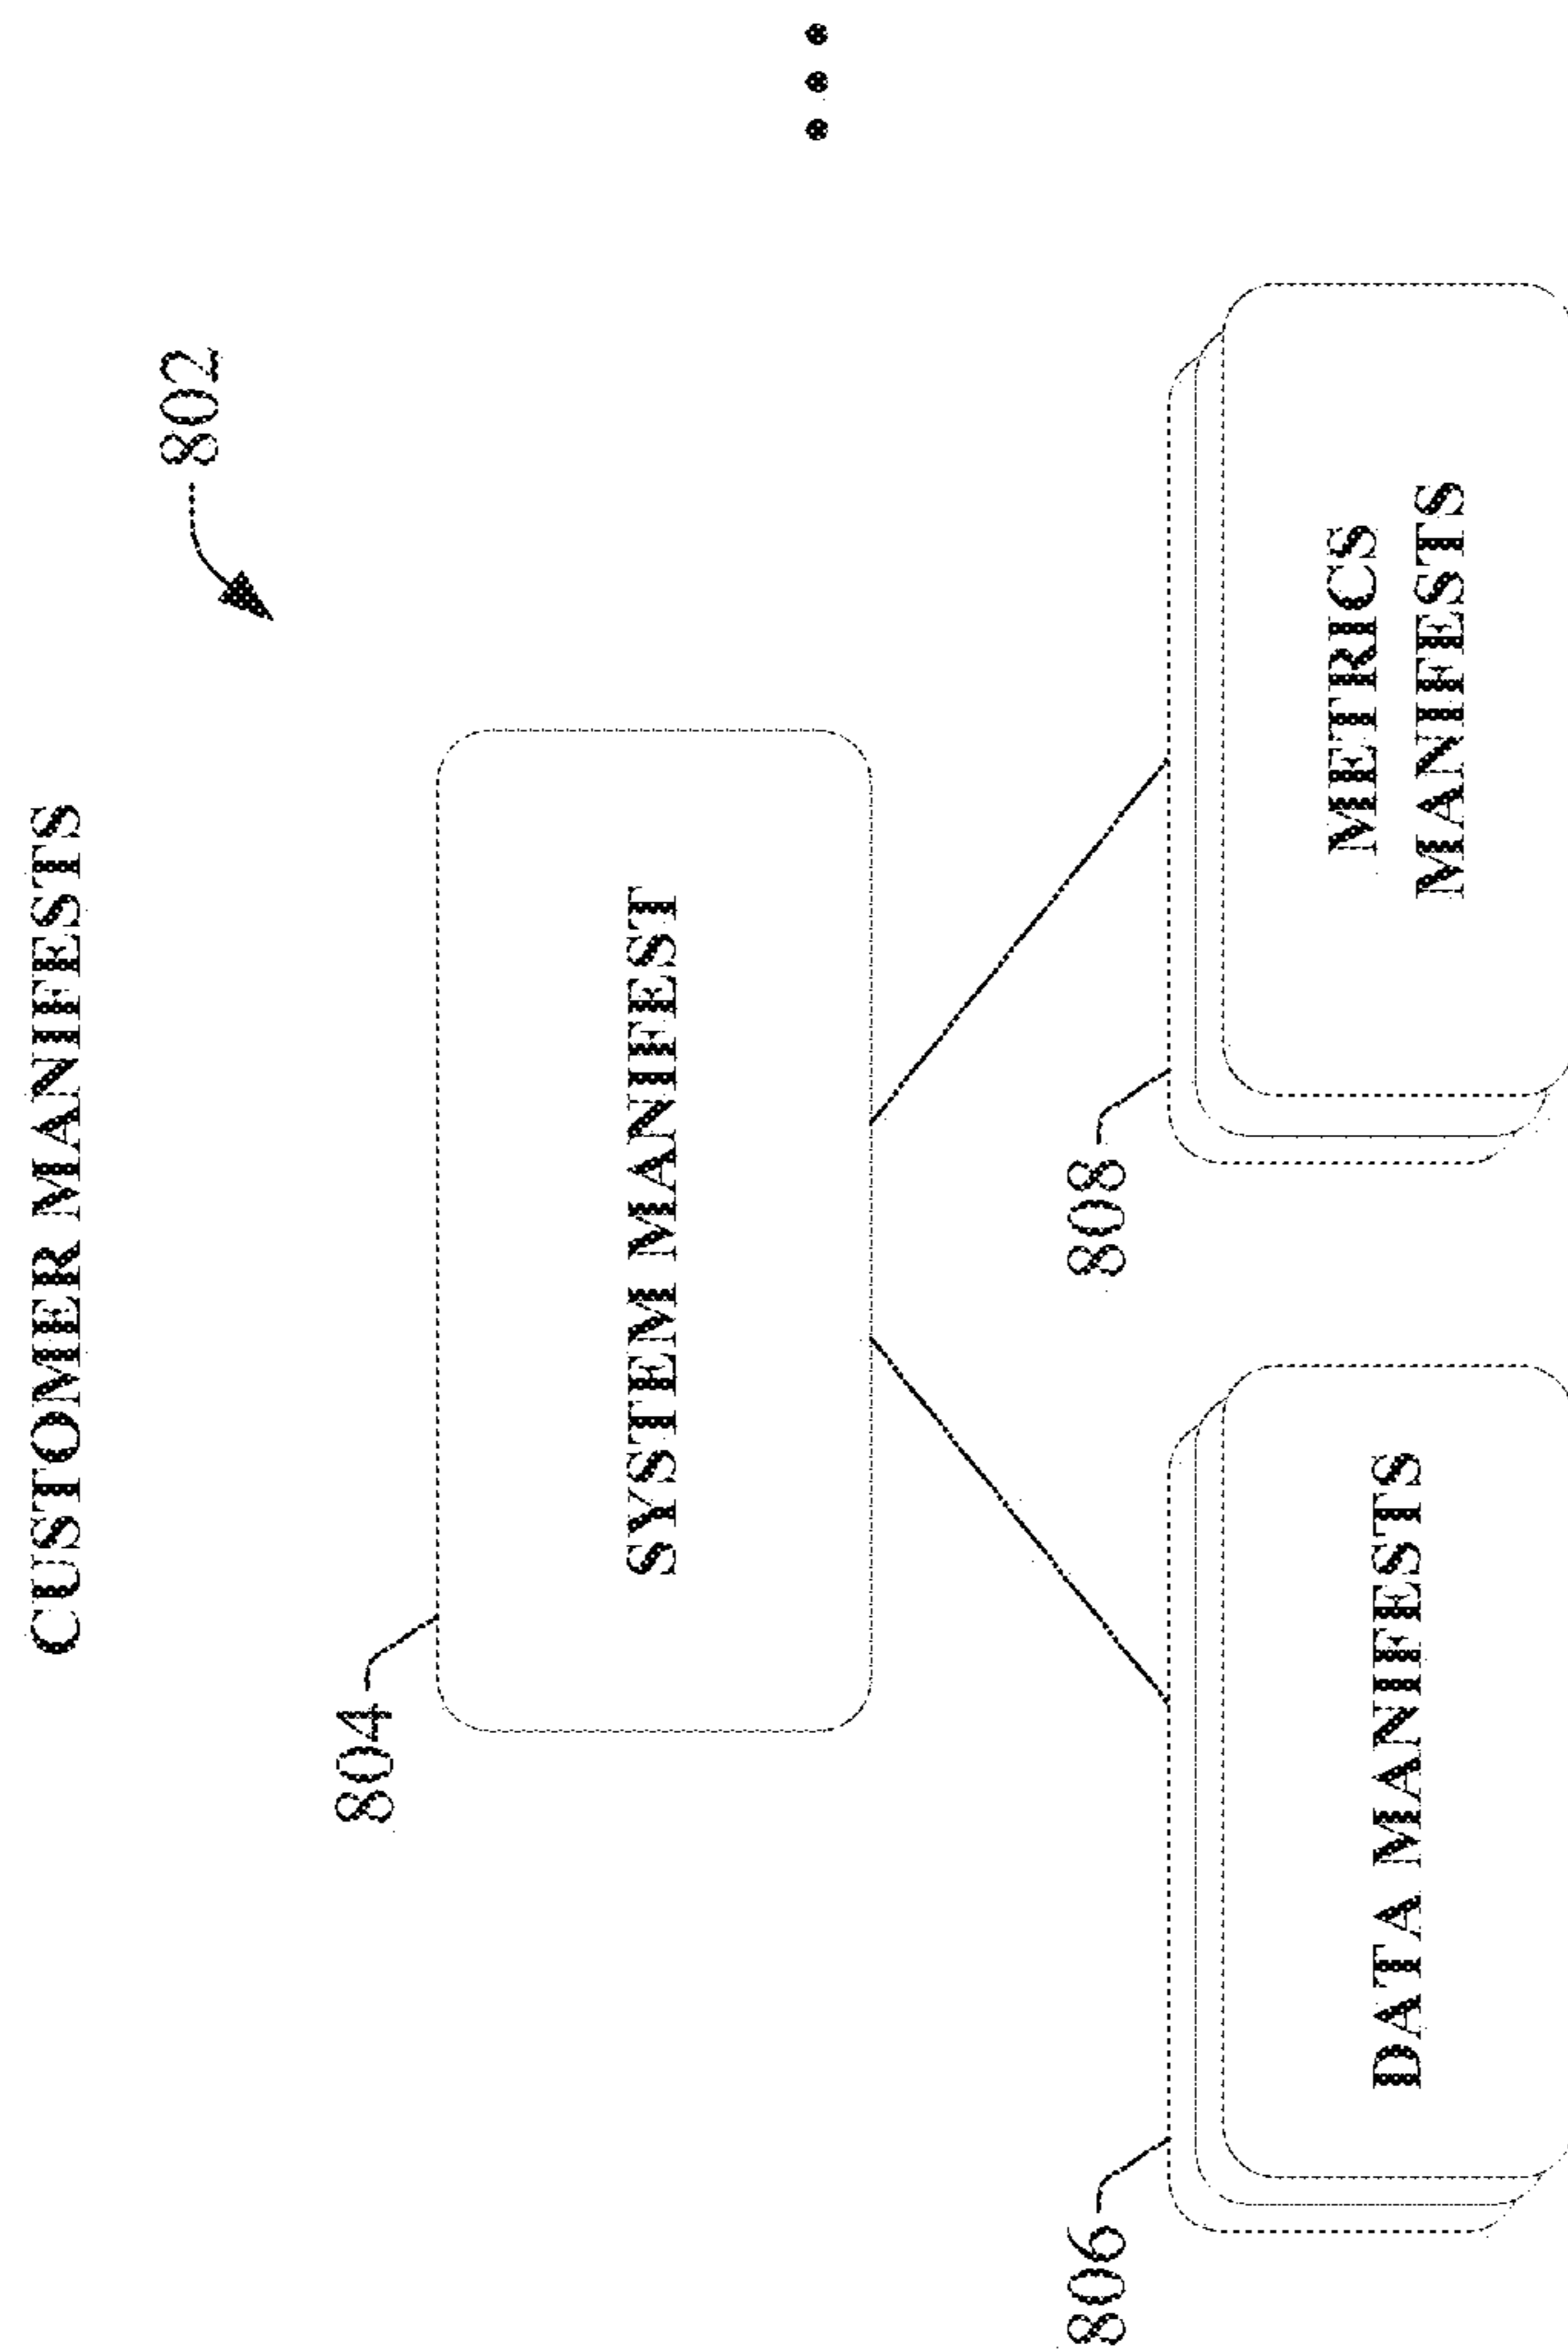 CUSTOMER MANIFESTS
802
804
SYSTEM MANIFEST
806
808
DATA MANIFESTS
METRICS
MANIFESTS